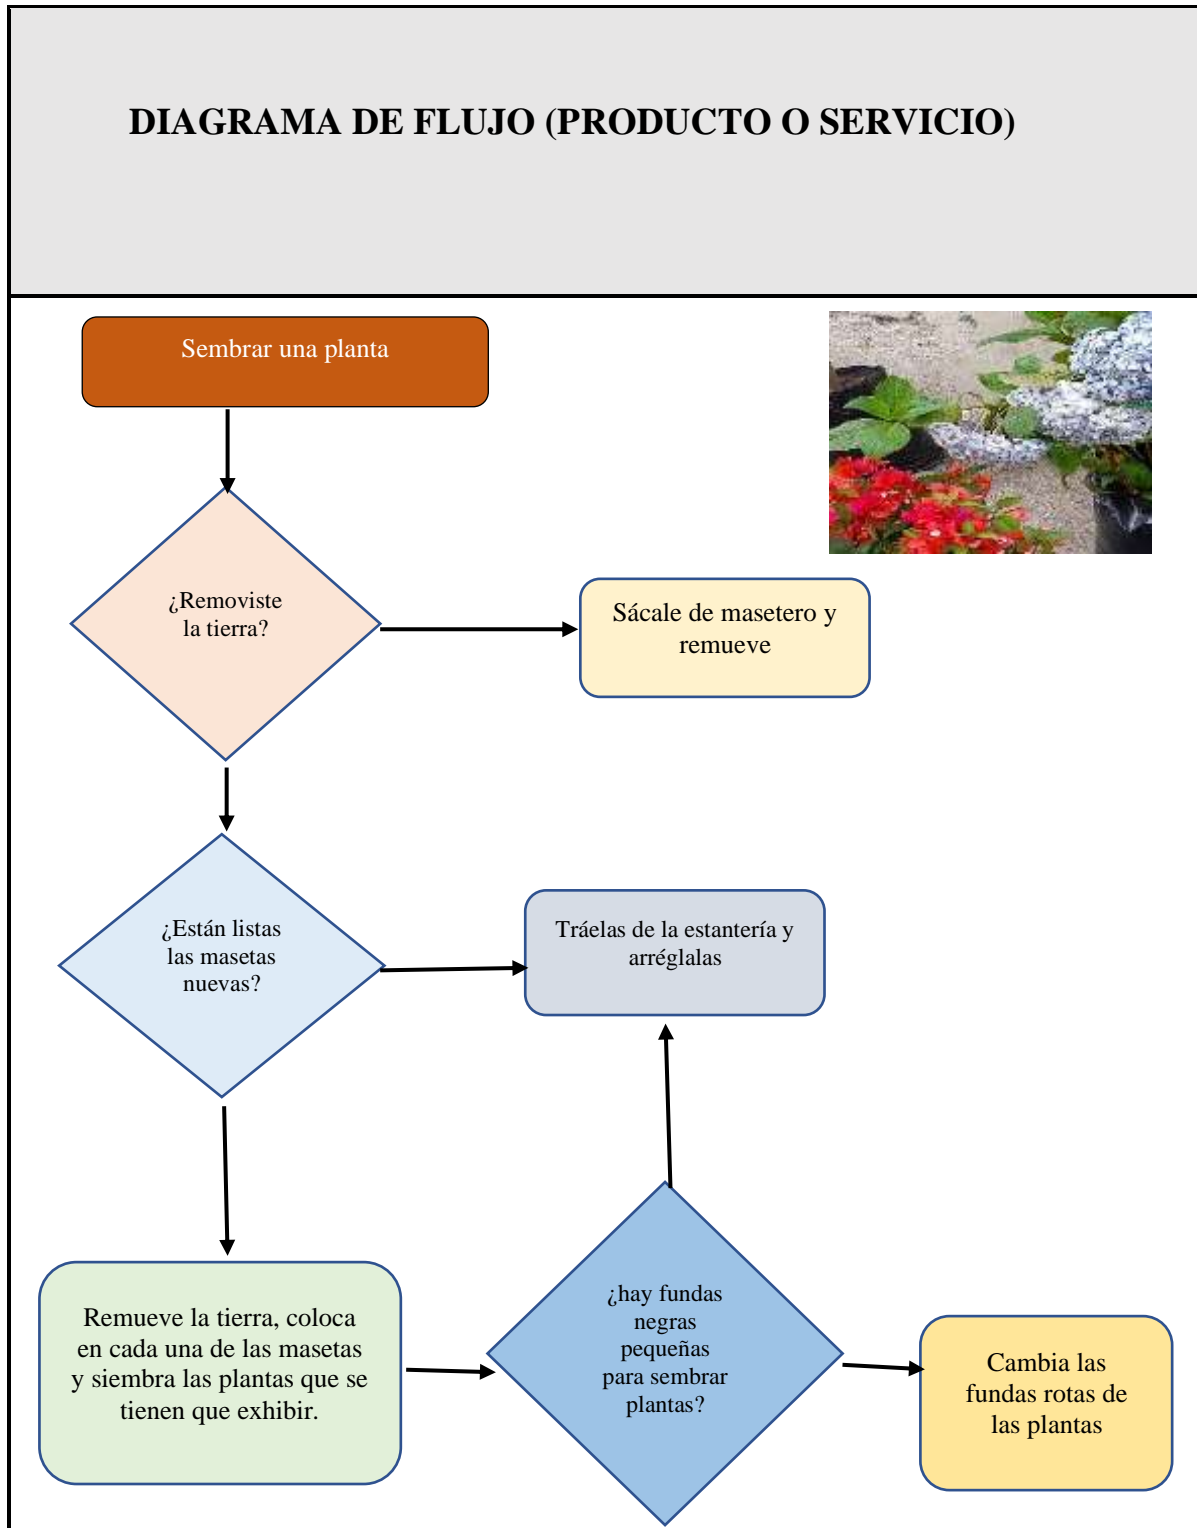 DIAGRAMA DE FLUJO (PRODUCTO O SERVICIO)
Sembrar una planta
¿Removiste
la tierra?
Sácale de masetero y
remueve
¿Están listas
las masetas
nuevas?
Tráelas de la estantería y
arréglalas
Remueve la tierra, coloca
en cada una de las masetas
y siembra las plantas que se
tienen que exhibir.
¿hay fundas
negras
pequeñas
para sembrar
plantas?
Cambia las
fundas rotas de
las plantas